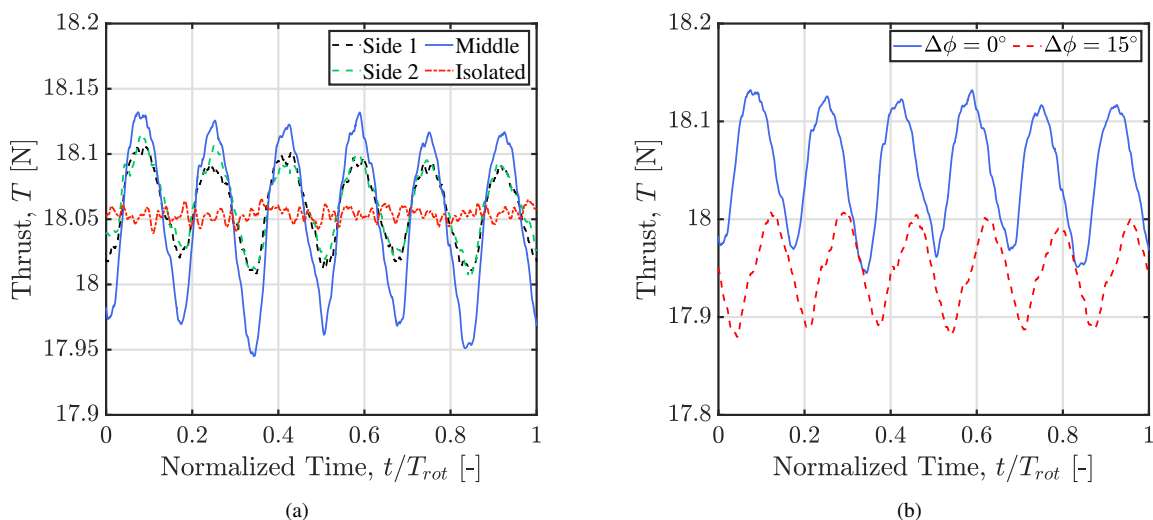 18.2
18.15
18.1
18.05
18
17.95
17.9
0
0.2
0.4
0.6
0.8
1
Thrust, T [N]
Normalized Time, t/T_rot [-]
Side 1
Middle
Side 2
Isolated
(a)
18.2
18.1
18
17.9
17.8
0
0.2
0.4
0.6
0.8
1
Thrust, T [N]
Normalized Time, t/T_rot [-]
Δϕ = 0° Δϕ = 15°
(b)